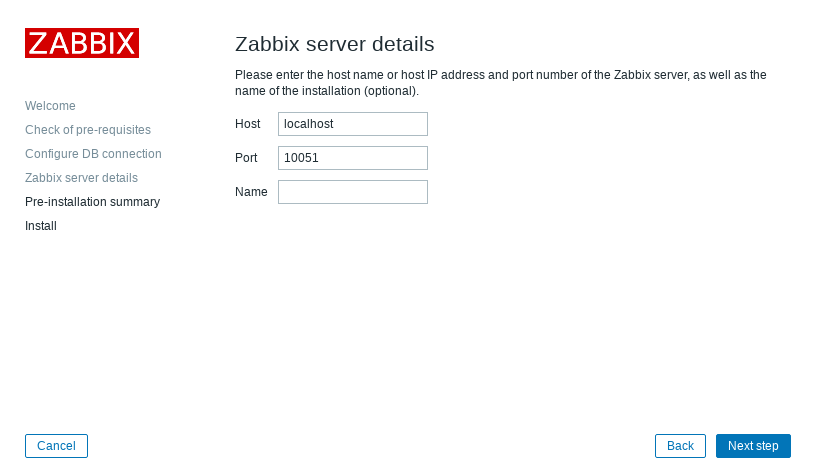 ZABBIX
Welcome
Check of pre-requisites
Configure DB connection
Zabbix server details
Pre-installation summary
Install
Zabbix server details
Please enter the host name or host IP address and port number of the Zabbix server, as well as the
name of the installation (optional).
Host localhost
Port 10051
Name
Cancel Back Next step